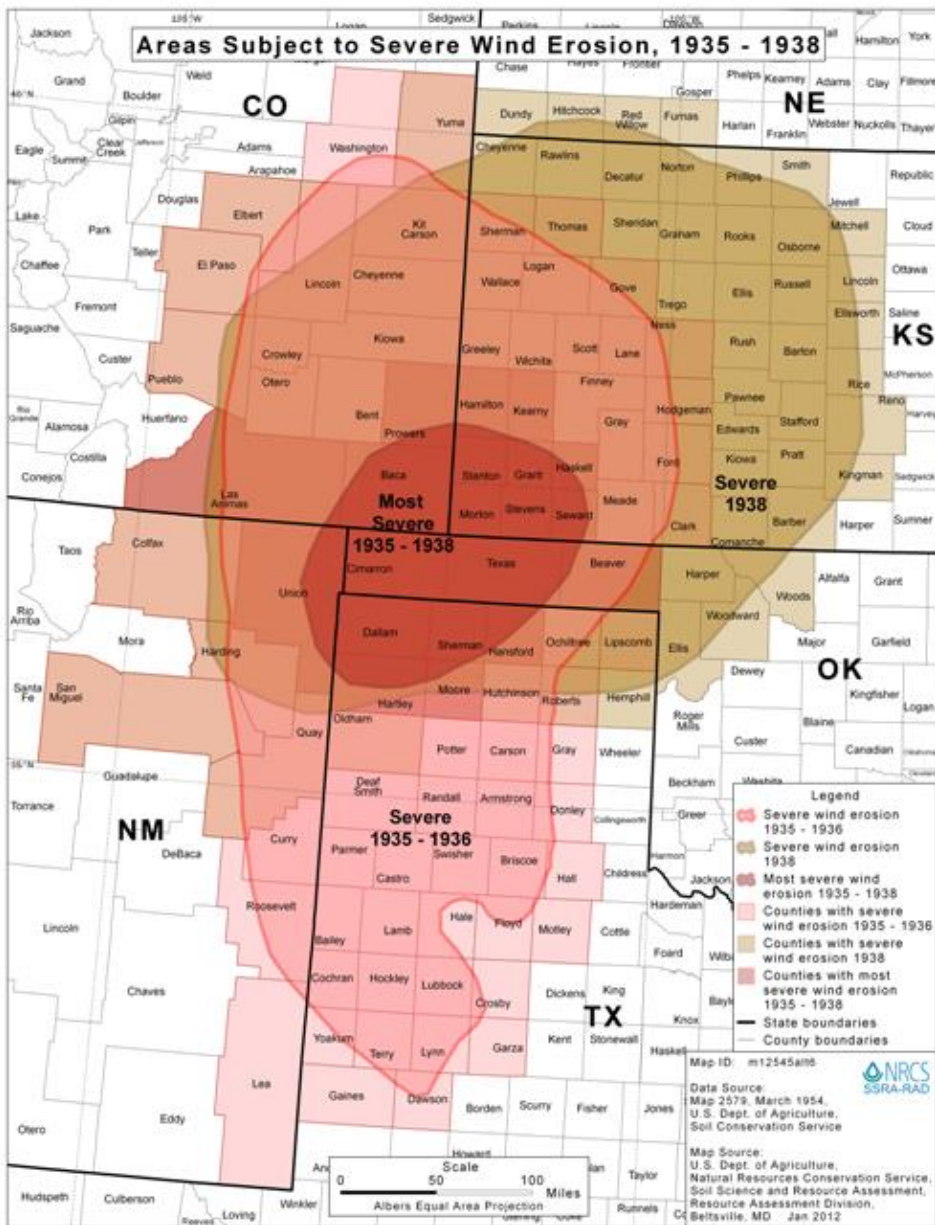 105°W
100°W
Sedgwick
Logan
Perkins
Lincoln
Hall
Hamilton
York
Jackson
Areas Subject to Severe Wind Erosion, 1935 - 1938
Weld
Chase
Hayes
Frontier
Grand
Phelps
Kearney
Adams
Clay
Fillmore
Boulder
CO
Gosper
NE
40°N
Gilpin
Yuma
Dundy
Hitchcock
Red
Willow
Furnas
Harlan
Franklin
Webster
Nuckolls
Thayer
Eagle
Summit
Clear
Creek
Jefferson
Adams
Washington
Arapahoe
Cheyenne
Rawlins
Decatur
Norton
Phillips
Smith
Republic
Jewell
Lake
Douglas
Elbert
Kit
Carson
Sherman
Thomas
Sheridan
Graham
Rooks
Osborne
Mitchell
Cloud
Park
Teller
El Paso
Chaffee
Lincoln
Cheyenne
Wallace
Logan
Gove
Trego
Ellis
Russell
Lincoln
Ottawa
Fremont
Ellsworth
Saline
Saguache
Kiowa
Ness
KS
Custer
Crowley
Greeley
Wichita
Scott
Lane
Rush
Barton
Pueblo
Otero
Finney
Rice
McPherson
Rio
Grande
Alamosa
Huerfano
Bent
Prowers
Hamilton
Kearny
Gray
Hodgeman
Pawnee
Edwards
Stafford
Reno
Harvey
Costilla
Conejos
Las
Animas
Baca
Stanton
Grant
Haskell
Ford
Kiowa
Pratt
Kingman
Sedgwick
Most
Severe
1935 - 1938
Morton
Stevens
Seward
Meade
Clark
Severe
1938
Barber
Comanche
Harper
Sumner
Taos
Colfax
Cimarron
Texas
Beaver
Harper
Woods
Alfalfa
Grant
Rio
Arriba
Union
Woodward
Mora
Dallam
Sherman
Hansford
Ochiltree
Lipscomb
Ellis
Major
Garfield
Harding
OK
Santa
Fe
San
Miguel
Hartley
Moore
Hutchinson
Roberts
Hemphill
Dewey
Kingfisher
Logan
Oldham
Roger
Mills
Blaine
Quay
Potter
Carson
Gray
Wheeler
Custer
Canadian
35°N
Guadalupe
Deaf
Smith
Randall
Armstrong
Donley
Collingsworth
Beckham
Washita
Torrance
NM
Severe
1935 - 1936
Greer
DeBaca
Curry
Parmer
Castro
Swisher
Briscoe
Hall
Childress
Harmon
Jackson
Roosevelt
Hale
Floyd
Motley
Cottle
Hardeman
Lincoln
Bailey
Lamb
Foard
Chaves
Cochran
Hockley
Lubbock
Crosby
Dickens
King
Knox
TX
Yoakum
Terry
Lynn
Garza
Kent
Stonewall
Haskell
Lea
Gaines
Dawson
Borden
Scurry
Fisher
Jones
Eddy
Otero
Howard
Taylor
Hudspeth
Culberson
Reeves
Loving
Winkler
Runnels
Legend
Severe wind erosion
1935 - 1936
Severe wind erosion
1938
Most severe wind
erosion 1935 - 1938
Counties with severe
wind erosion 1935 - 1936
Counties with severe
wind erosion 1938
Counties with most
severe wind erosion
1935 - 1938
State boundaries
County boundaries
Map ID: m12545alt6
NRCS
SSRA-RAD
Data Source:
Map 2579, March 1954,
U.S. Dept. of Agriculture,
Soil Conservation Service
Map Source:
U.S. Dept. of Agriculture,
Natural Resources Conservation Service,
Soil Science and Resource Assessment,
Resource Assessment Division,
Beltsville, MD Jan 2012
Scale
0 50 100
Miles
Albers Equal Area Projection